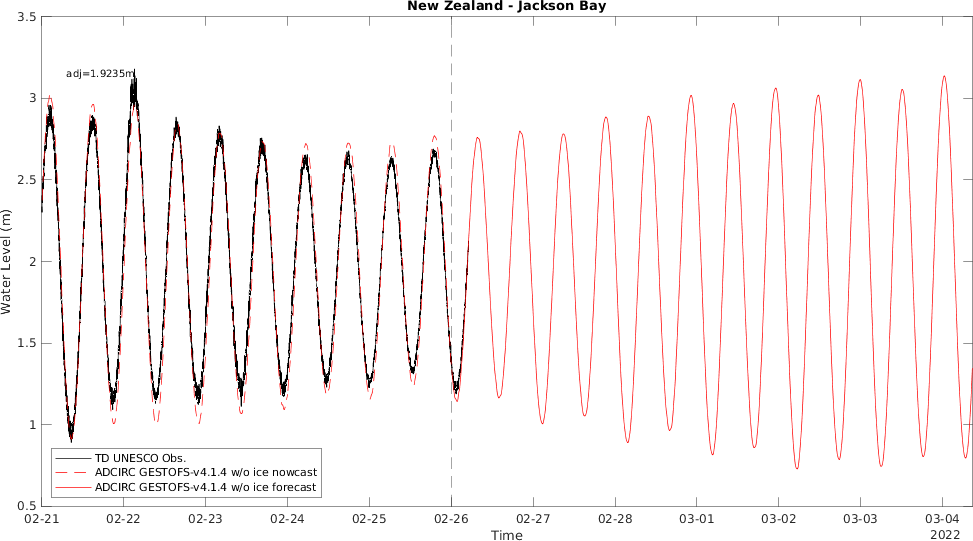 New Zealand - Jackson Bay
3.5
3
2.5
2
1.5
1
0.5
Water Level (m)
adj=1.9235m
TD UNESCO Obs.
ADCIRC GESTOFS-v4.1.4 w/o ice nowcast
ADCIRC GESTOFS-v4.1.4 w/o ice forecast
02-21 02-22 02-23 02-24 02-25 02-26 02-27 02-28 03-01 03-02 03-03 03-04
2022
Time